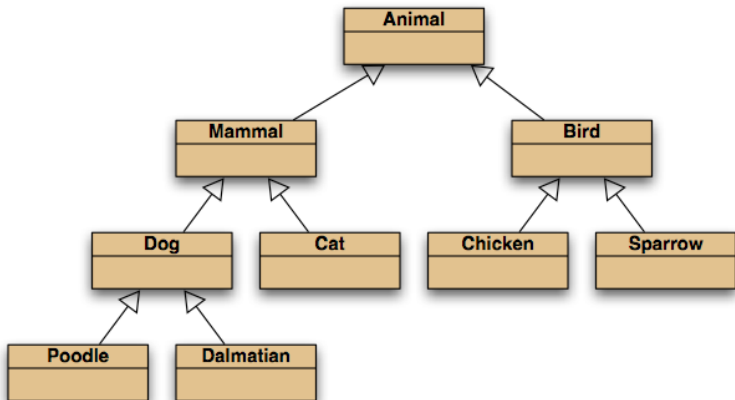 Animal
Mammal
Bird
Dog
Cat
Chicken
Sparrow
Poodle
Dalmatian